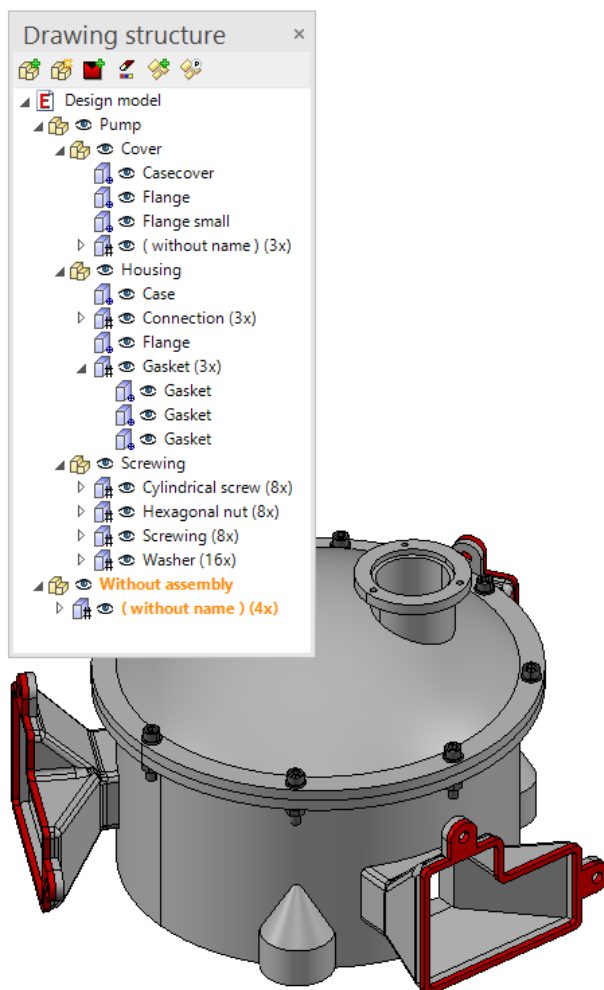 Drawing structure
Design model
Pump
Cover
Casecover
Flange
Flange small
( without name ) (3x)
Housing
Case
Connection (3x)
Flange
Gasket (3x)
Gasket
Gasket
Gasket
Screwing
Cylindrical screw (8x)
Hexagonal nut (8x)
Screwing (8x)
Washer (16x)
Without assembly
( without name ) (4x)